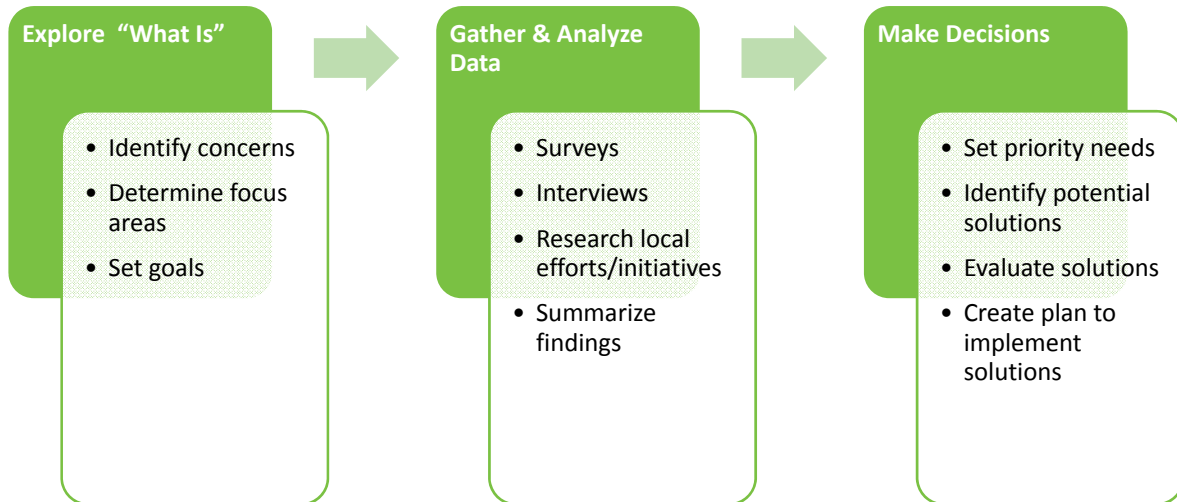 Explore “What Is”
• Identify concerns
• Determine focus
areas
• Set goals
Gather & Analyze
Data
• Surveys
• Interviews
• Research local
efforts/initiatives
• Summarize
findings
Make Decisions
• Set priority needs
• Identify potential
solutions
• Evaluate solutions
• Create plan to
implement
solutions